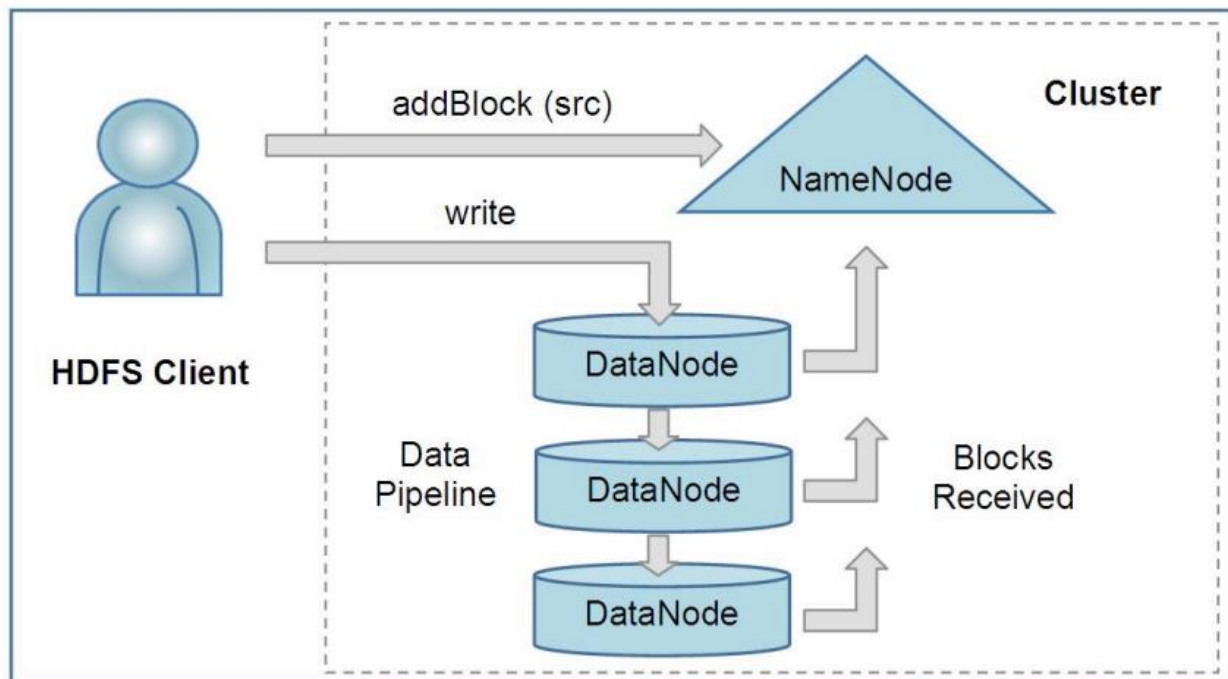 addBlock (src)
Cluster
NameNode
write
HDFS Client
DataNode
Data
Pipeline
DataNode
Blocks
Received
DataNode